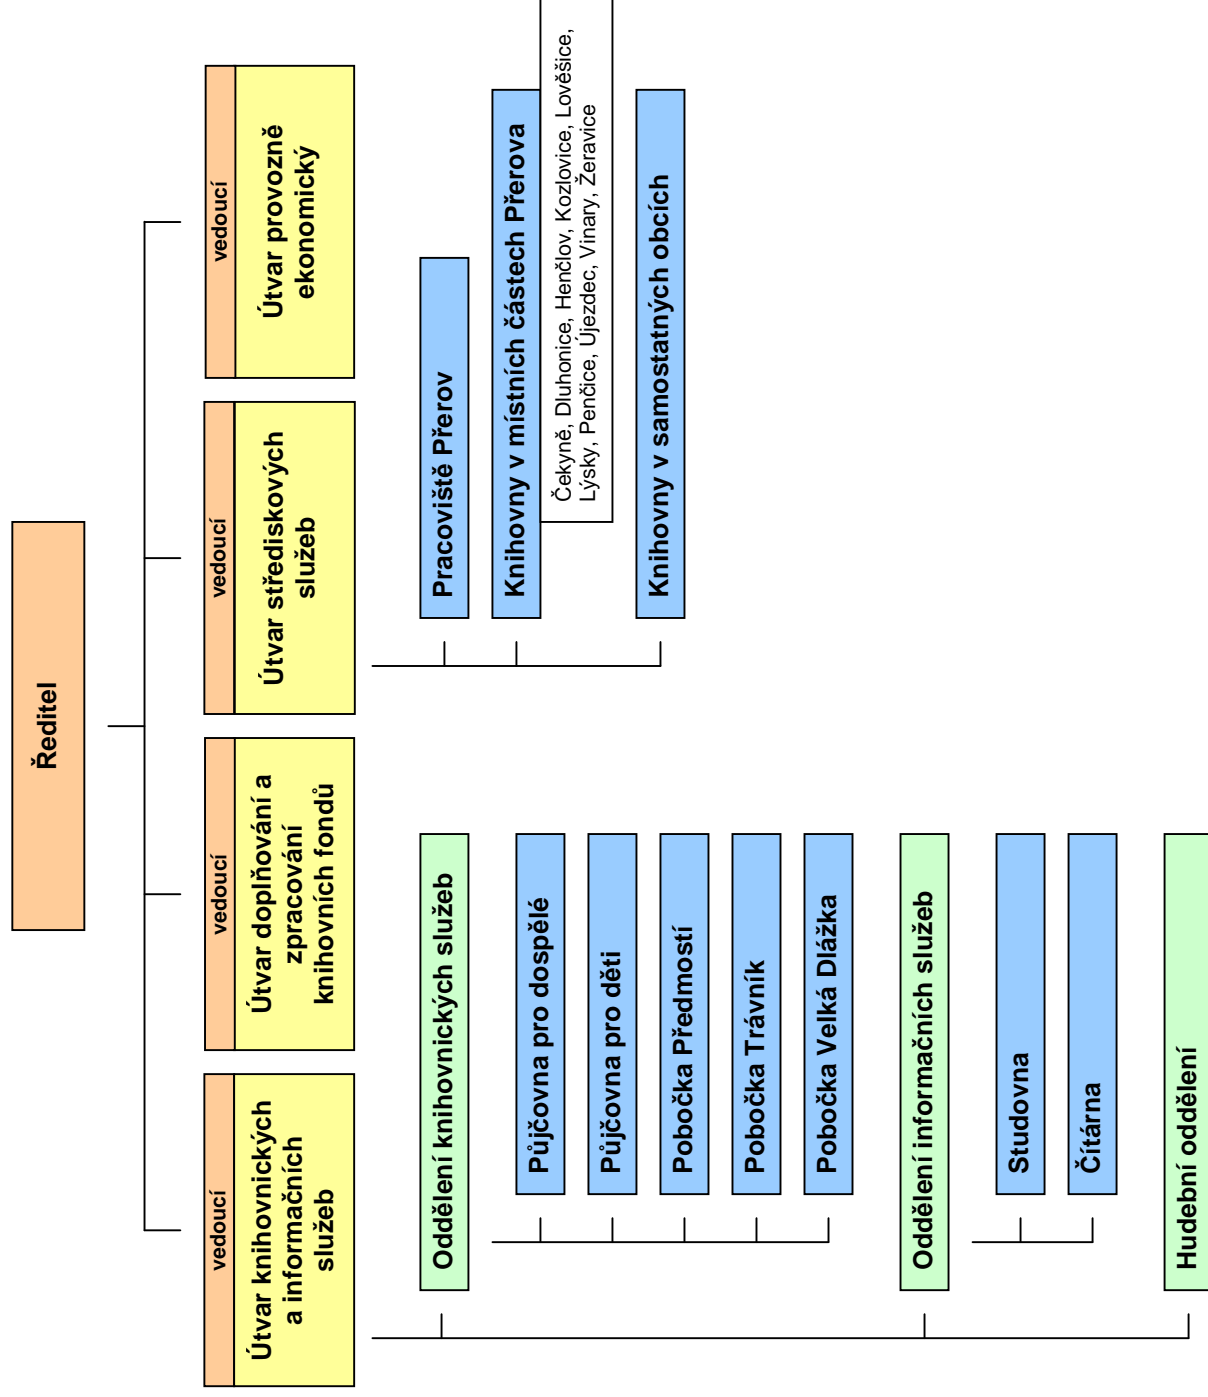 Ředitel
vedoucí
Útvar knihovnických
a informačních
služeb
vedoucí
Útvar doplňování a
zpracování
knihovních fondů
vedoucí
Útvar střediskových
služeb
vedoucí
Útvar provozně
ekonomický
Oddělení knihovnických služeb
Půjčovna pro dospělé
Půjčovna pro děti
Pobočka Předmostí
Pobočka Trávník
Pobočka Velká Dlážka
Oddělení informačních služeb
Studovna
Čítárna
Hudební oddělení
Pracoviště Přerov
Knihovny v místních částech Přerova
Čekyně, Dluhonice, Henčlov, Kozlovice, Lověšice,
Lýsky, Penčice, Újezdec, Vinary, Žeravice
Knihovny v samostatných obcích